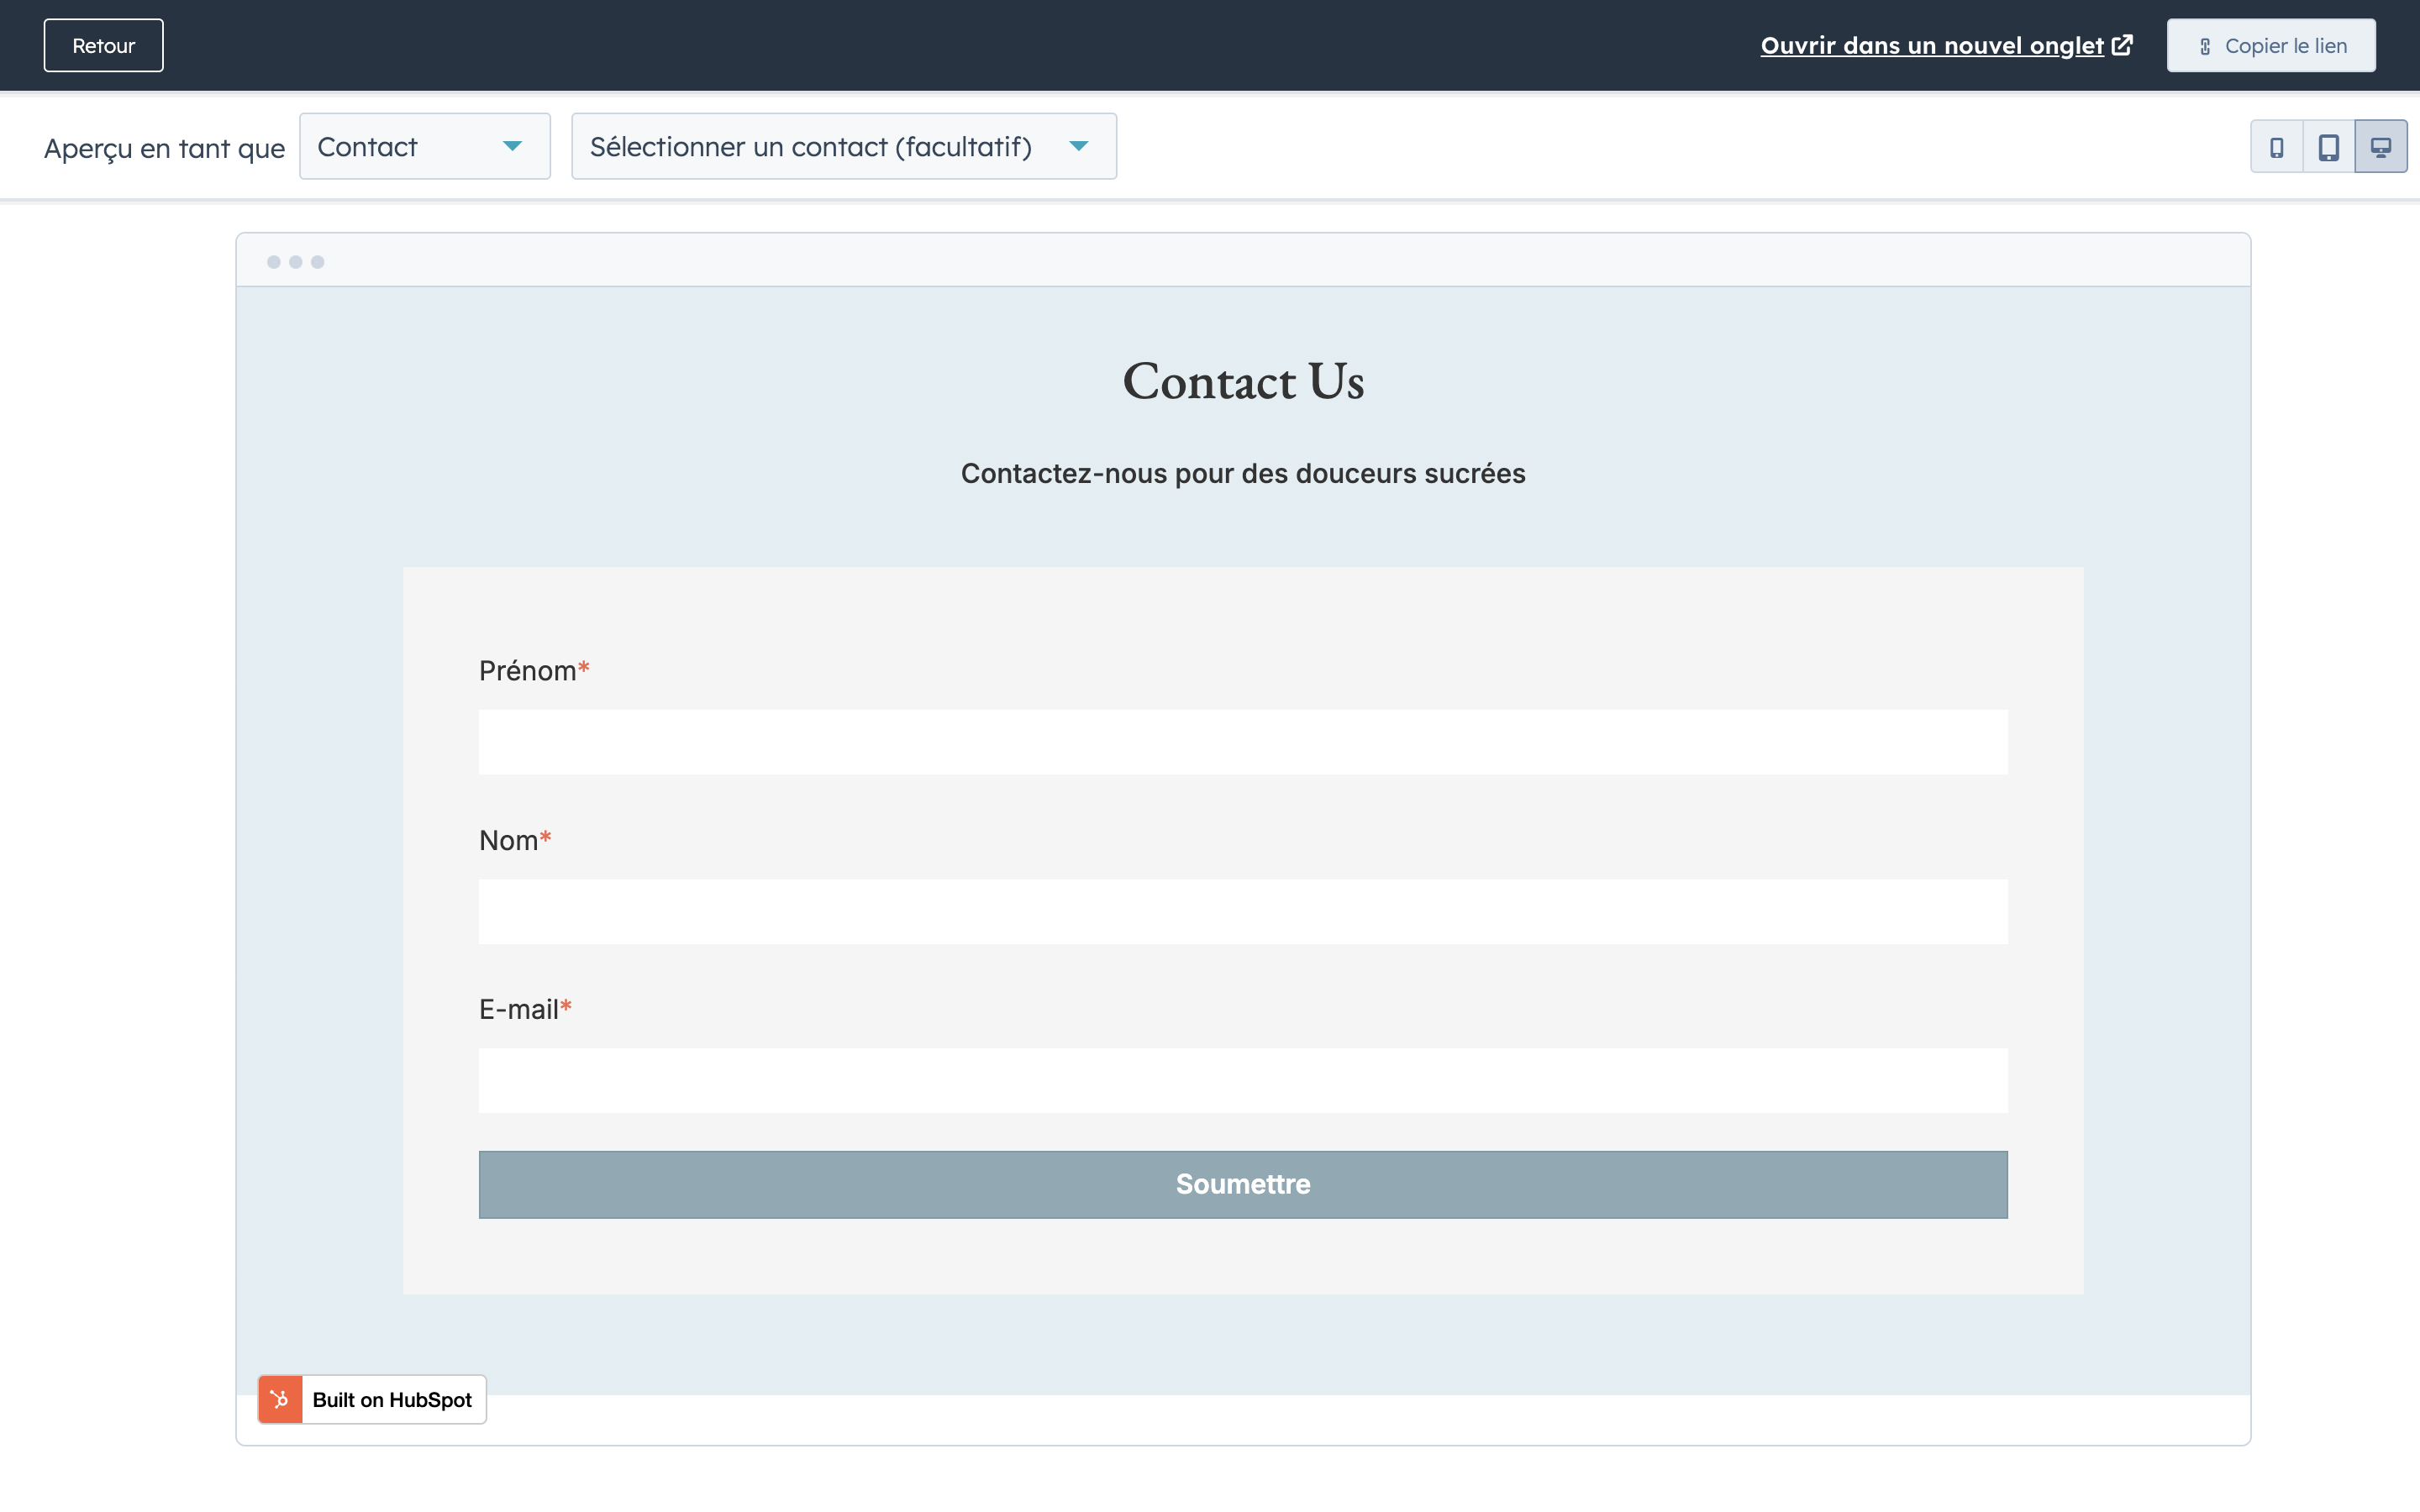 Retour
Ouvrir dans un nouvel onglet
Copier le lien
Aperçu en tant que
Contact
Sélectionner un contact (facultatif)
Contact Us
Contactez-nous pour des douceurs sucrées
Prénom*
Nom*
E-mail*
Soumettre
Built on HubSpot